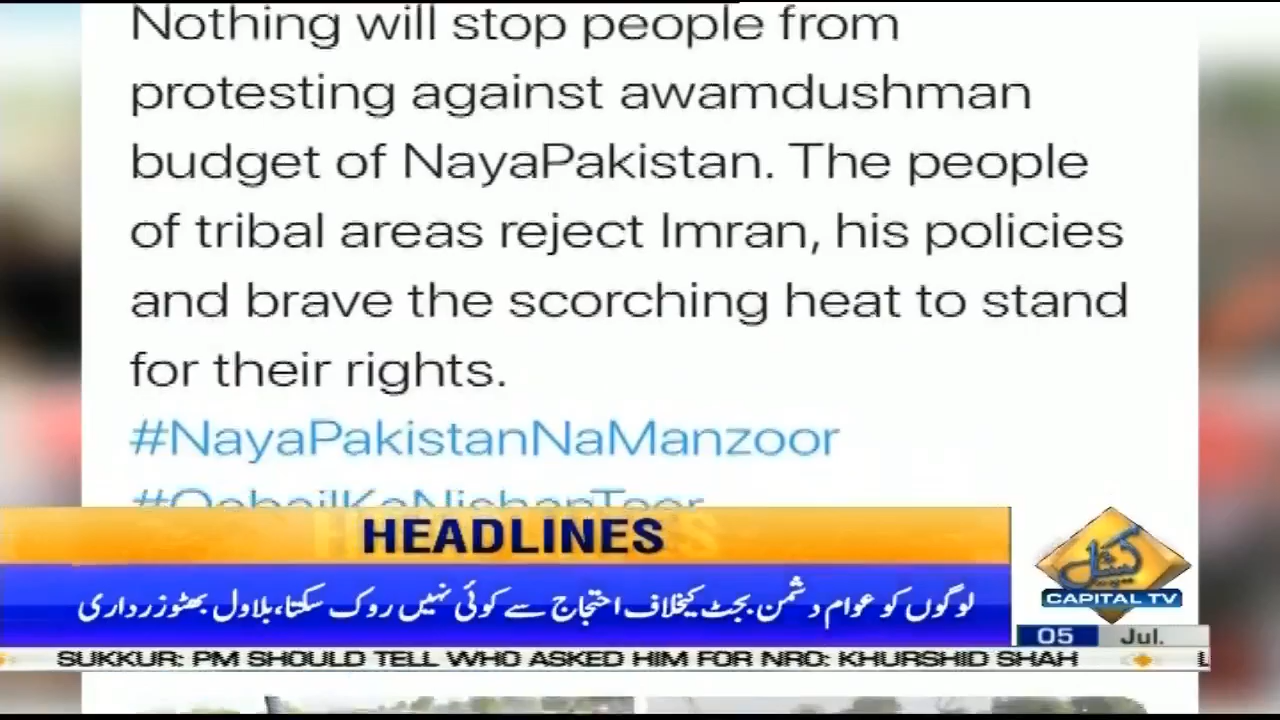 Nothing will stop people from
protesting against awamdushman
budget of NayaPakistan. The people
of tribal areas reject Imran, his policies
and brave the scorching heat to stand
for their rights.
#NayaPakistanNaManzoor
#QabailKaNishanTeer
HEADLINES
لوگوں کو عوام دشمن بجٹ کیخلاف احتجاج سے کوئی نہیں روک سکتا، بلاول بھٹو زرداری
کیپیٹل
CAPITAL TV
05 Jul.
SUKKUR: PM SHOULD TELL WHO ASKED HIM FOR NRO: KHURSHID SHAH